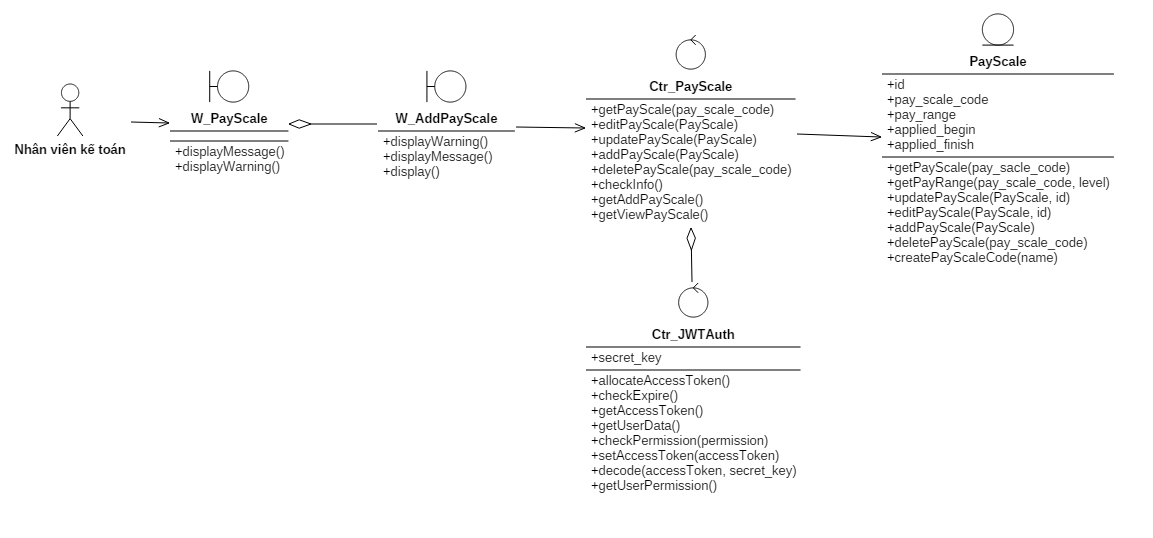 Nhân viên kế toán
W_PayScale
+displayMessage()
+displayWarning()
W_AddPayScale
+displayWarning()
+displayMessage()
+display()
Ctr_PayScale
+getPayScale(pay_scale_code)
+editPayScale(PayScale)
+updatePayScale(PayScale)
+addPayScale(PayScale)
+deletePayScale(pay_scale_code)
+checkInfo()
+getAddPayScale()
+getViewPayScale()
PayScale
+id
+pay_scale_code
+pay_range
+applied_begin
+applied_finish
+getPayScale(pay_sacle_code)
+getPayRange(pay_scale_code, level)
+updatePayScale(PayScale, id)
+editPayScale(PayScale, id)
+addPayScale(PayScale)
+deletePayScale(pay_scale_code)
+createPayScaleCode(name)
Ctr_JWTAuth
+secret_key
+allocateAccessToken()
+checkExpire()
+getAccessToken()
+getUserData()
+checkPermission(permission)
+setAccessToken(accessToken)
+decode(accessToken, secret_key)
+getUserPermission()